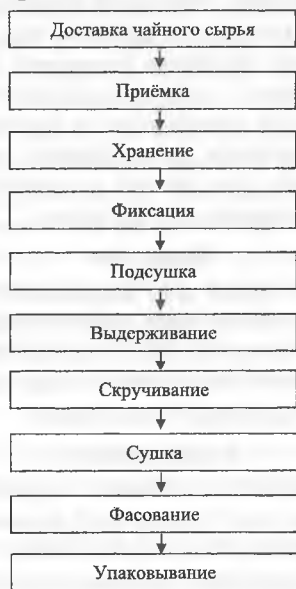 Доставка чайного сырья
Приёмка
Хранение
Фиксация
Подсушка
Выдерживание
Скручивание
Сушка
Фасование
Упаковывание